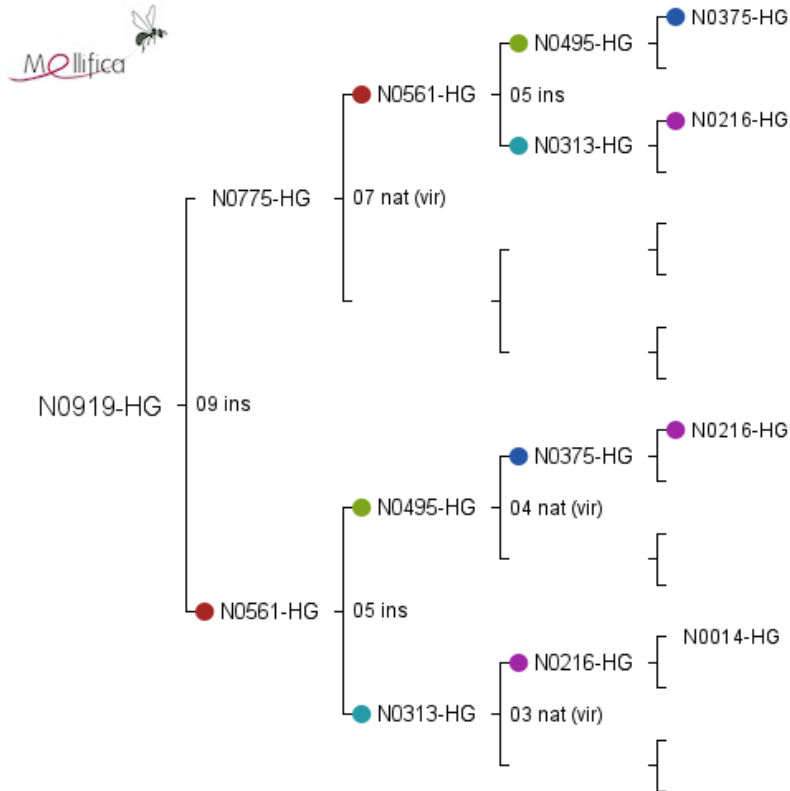 Mellifica
N0375-HG
N0495-HG
N0561-HG
05 ins
N0216-HG
N0313-HG
N0775-HG
07 nat (vir)
N0919-HG
09 ins
N0216-HG
N0375-HG
N0495-HG
04 nat (vir)
N0561-HG
05 ins
N0014-HG
N0216-HG
N0313-HG
03 nat (vir)